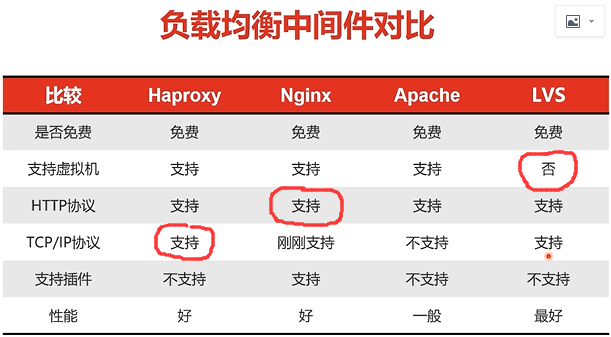 负载均衡中间件对比
比较 Haproxy Nginx Apache LVS
是否免费 免费 免费 免费 免费
支持虚拟机 支持 支持 支持 否
HTTP协议 支持 支持 支持 支持
TCP/IP协议 支持 刚刚支持 不支持 支持
支持插件 不支持 支持 不支持 不支持
性能 好 好 一般 最好